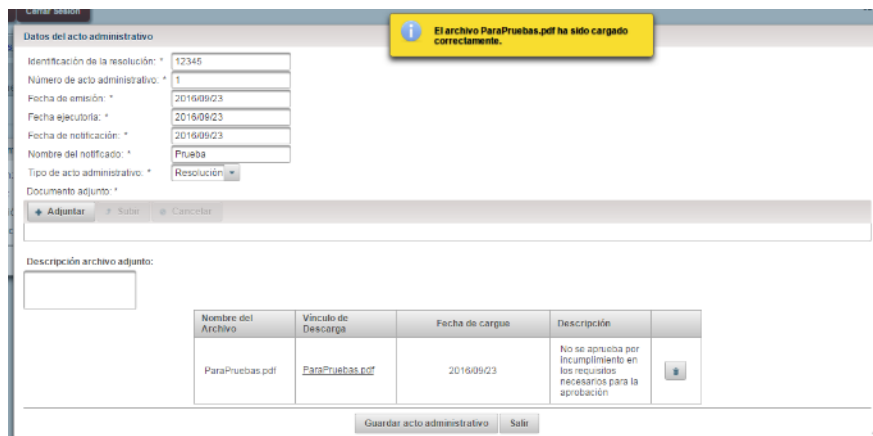 Cerrar sesión
El archivo ParaPruebas.pdf ha sido cargado
correctamente.
Datos del acto administrativo
Identificación de la resolución: * 12345
Número de acto administrativo: * 1
Fecha de emisión: * 2016/09/23
Fecha ejecutoria: * 2016/09/23
Fecha de notificación: * 2016/09/23
Nombre del notificado: * Prueba
Tipo de acto administrativo: * Resolución
Documento adjunto: *
Adjuntar Subir Cancelar
Descripción archivo adjunto:
Nombre del Vínculo de Fecha de cargue Descripción
Archivo Descarga
No se aprueba por
incumplimiento en
ParaPruebas.pdf ParaPruebas.pdf 2016/09/23 los requisitos
necesarios para la
aprobación
Guardar acto administrativo Salir